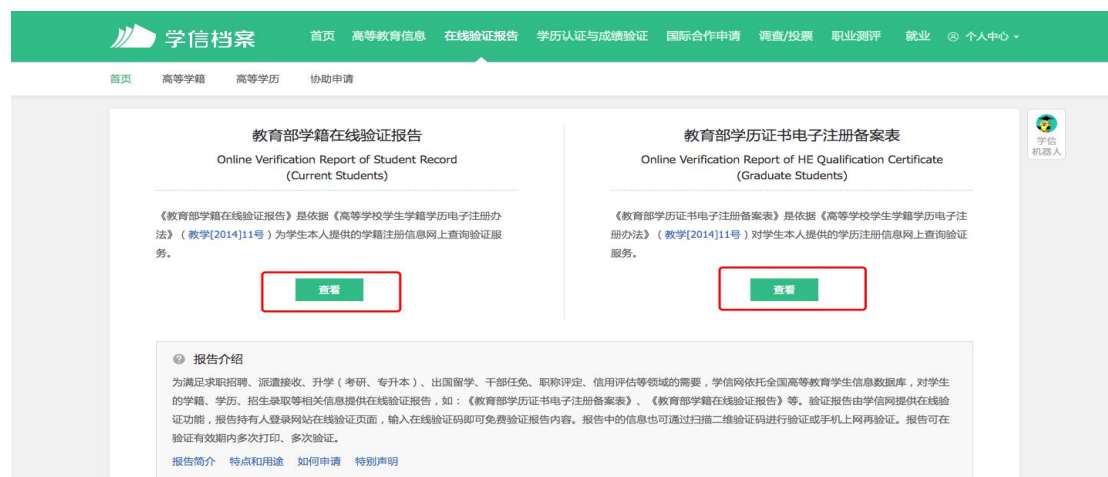 学信档案
首页 高等教育信息 在线验证报告 学历认证与成绩验证 国际合作申请 调查/投票 职业测评 就业 个人中心
首页 高等学籍 高等学历 协助申请
教育部学籍在线验证报告
Online Verification Report of Student Record
(Current Students)
《教育部学籍在线验证报告》是依据《高等学校学生学籍学历电子注册办
法》（教学[2014]11号）为学生本人提供的学籍注册信息网上查询验证服
务。
查看
教育部学历证书电子注册备案表
Online Verification Report of HE Qualification Certificate
(Graduate Students)
《教育部学历证书电子注册备案表》是依据《高等学校学生学籍学历电子注
册办法》（教学[2014]11号）对学生本人提供的学历注册信息网上查询验证
服务。
查看
学信
机器人
报告介绍
为满足求职招聘、派遣接收、升学（考研、专升本）、出国留学、干部任免、职称评定、信用评估等领域的需要，学信网依托全国高等教育学生信息数据库，对学生
的学籍、学历、招生录取等相关信息提供在线验证报告，如：《教育部学历证书电子注册备案表》、《教育部学籍在线验证报告》等。验证报告由学信网提供在线验
证功能，报告持有人登录网站在线验证页面，输入在线验证码即可免费验证报告内容。报告中的信息也可通过扫描二维验证码进行验证或手机上网再验证。报告可在
验证有效期内多次打印、多次验证。
报告简介 特点和用途 如何申请 特别声明